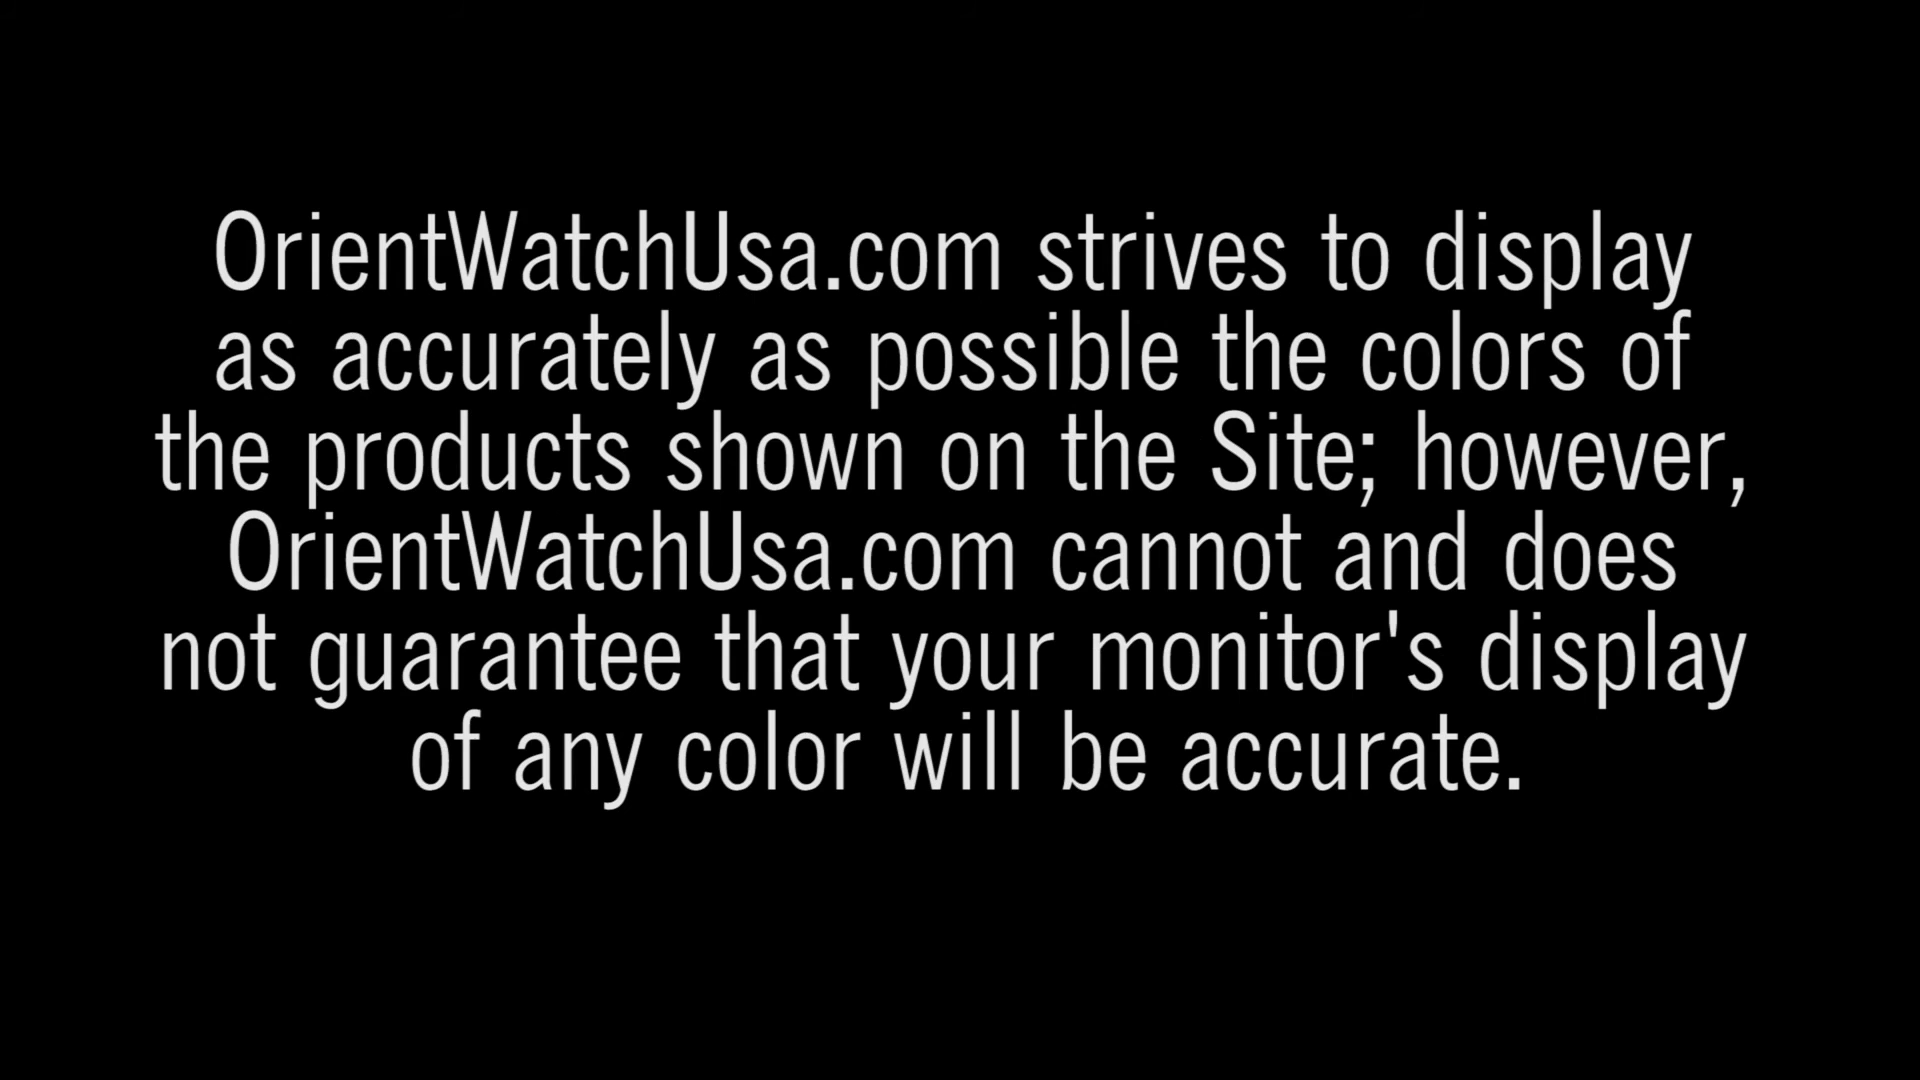 OrientWatchUsa.com strives to display
as accurately as possible the colors of
the products shown on the Site; however,
OrientWatchUsa.com cannot and does
not guarantee that your monitor's display
of any color will be accurate.